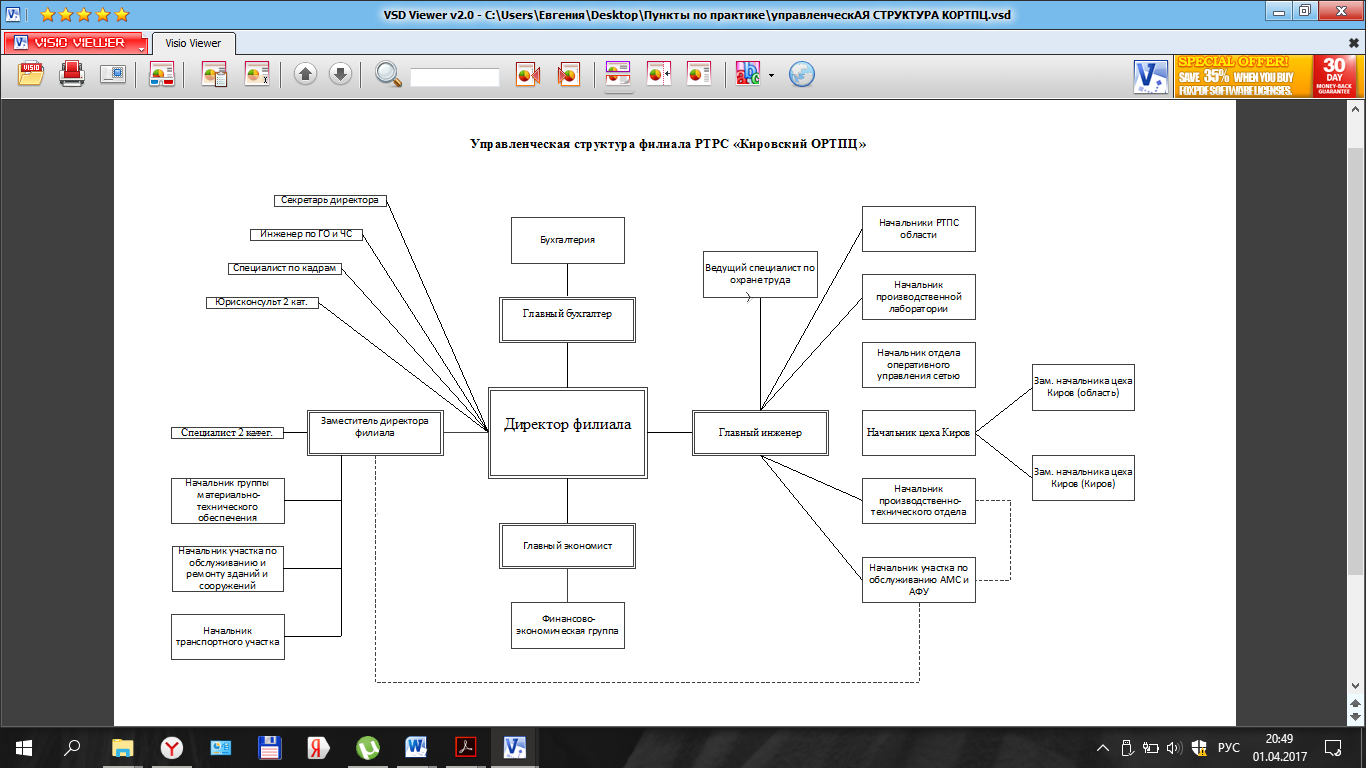 VSD Viewer v2.0 - C:\Users\Евгения\Desktop\Пункты по практике\управленческАЯ СТРУКТУРА КОРТПЦ.vsd
VISIO VIEWER
Visio Viewer
VISIO
SPECIAL OFFER!
SAVE 35% WHEN YOU BUY
FOXPDF SOFTWARE LICENSES.
30
DAY
MONEY-BACK
GUARANTEE
Управленческая структура филиала РТРС «Кировский ОРТПЦ»
Секретарь директора
Инженер по ГО и ЧС
Специалист по кадрам
Юрисконсульт 2 кат.
Бухгалтерия
Главный бухгалтер
Ведущий специалист по
охране труда
Начальники РТПС
области
Начальник
производственной
лаборатории
Начальник отдела
оперативного
управления сетью
Зам. начальника цеха
Киров (область)
Специалист 2 катег.
Заместитель директора
филиала
Директор филиала
Главный инженер
Начальник цеха Киров
Зам. начальника цеха
Киров (Киров)
Начальник группы
материально-
технического
обеспечения
Начальник
производственно-
технического отдела
Начальник участка по
обслуживанию и
ремонту зданий и
сооружений
Главный экономист
Начальник участка по
обслуживанию АМС и
АФУ
Начальник
транспортного участка
Финансово-
экономическая группа
РУС
20:49
01.04.2017